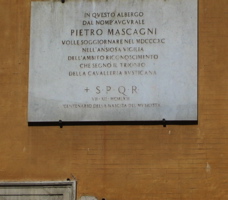 IN QUESTO ALBERGO
DAL NOME AUGURALE
PIETRO MASCAGNI
VOLLE SOGGIORNARE NEL MDCCCXC
NELL'ANSIOSA VIGILIA
DELL'AMBITO RICONOSCIMENTO
CHE SEGNÒ IL TRIONFO
DELLA CAVALLERIA RUSTICANA
S·P·Q·R